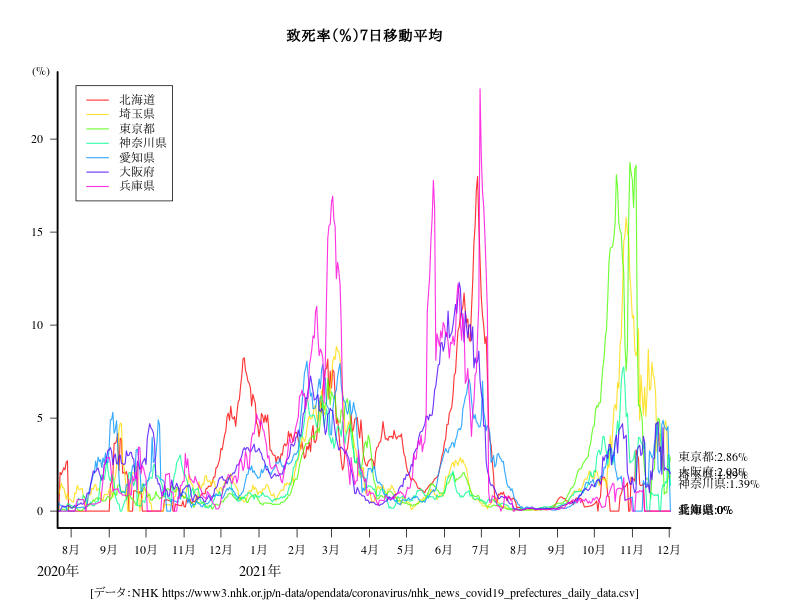 致死率(%)7日移動平均
(%)
20
15
10
5
0
北海道
埼玉県
東京都
神奈川県
愛知県
大阪府
兵庫県
東京都:2.86%
大阪府:2.03%
神奈川県:1.39%
8月 9月 10月 11月 12月 1月 2月 3月 4月 5月 6月 7月 8月 9月 10月 11月 12月
2020年 2021年
[データ:NHK https://www3.nhk.or.jp/n-data/opendata/coronavirus/nhk_news_covid19_prefectures_daily_data.csv]